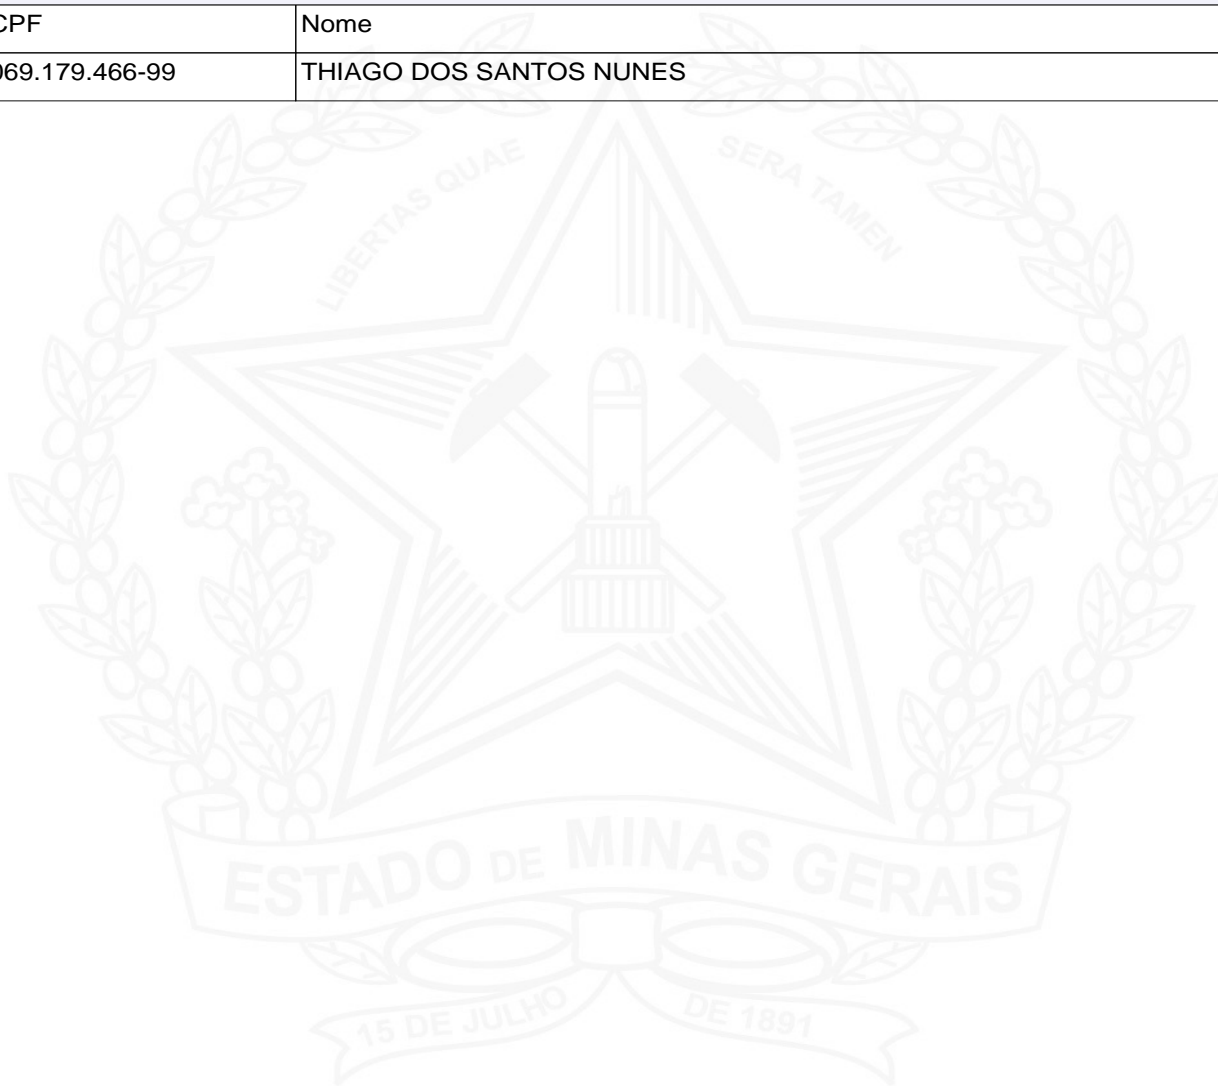 CPF Nome
069.179.466-99 THIAGO DOS SANTOS NUNES
LIBERTAS QUAE SERA TAMEN
ESTADO DE MINAS GERAIS
15 DE JULHO DE 1891